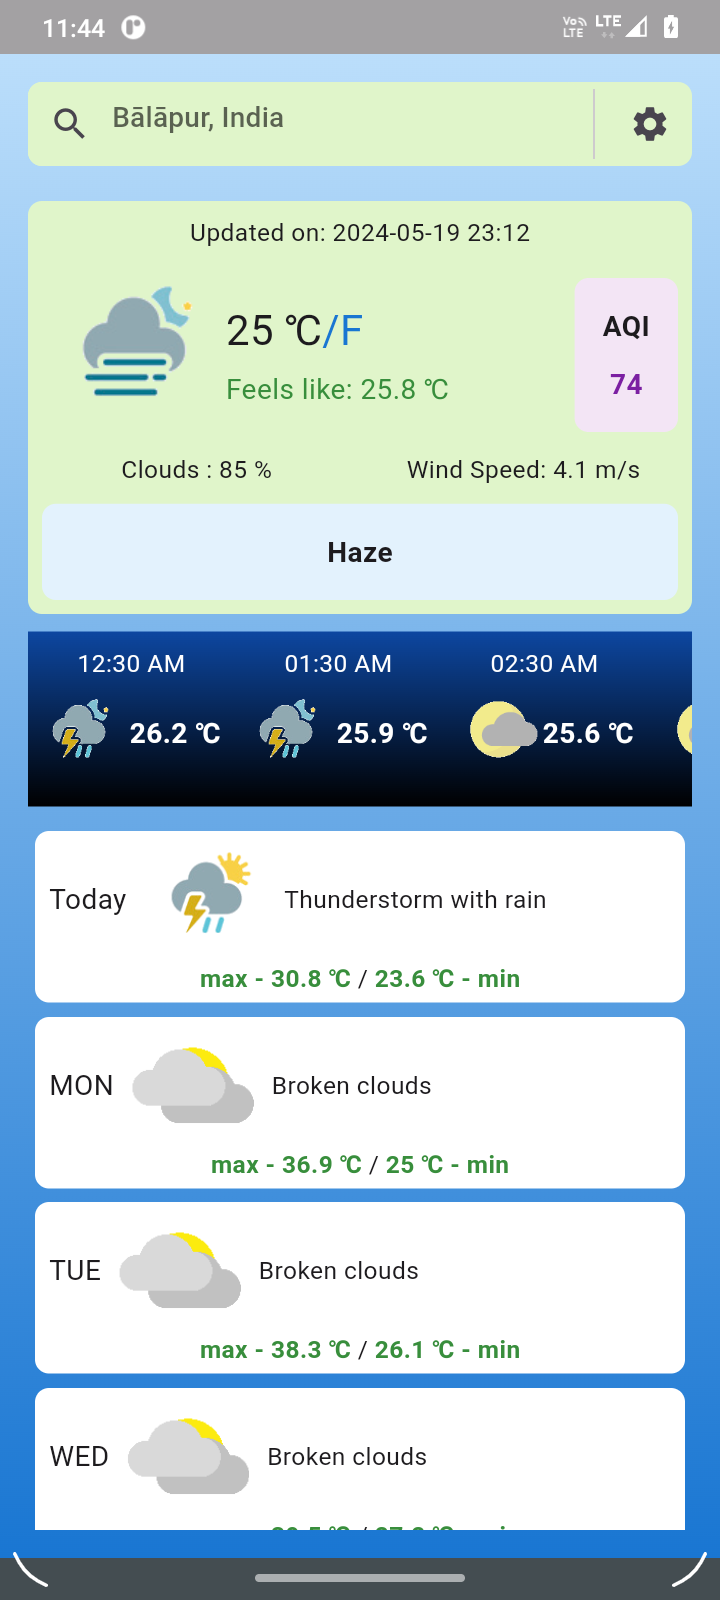 11:44
Vo LTE LTE
Bālāpur, India
Updated on: 2024-05-19 23:12
25 ℃/F
Feels like: 25.8 ℃
AQI
74
Clouds : 85 %
Wind Speed: 4.1 m/s
Haze
12:30 AM 01:30 AM 02:30 AM
26.2 ℃ 25.9 ℃ 25.6 ℃
Today Thunderstorm with rain
max - 30.8 ℃ / 23.6 ℃ - min
MON Broken clouds
max - 36.9 ℃ / 25 ℃ - min
TUE Broken clouds
max - 38.3 ℃ / 26.1 ℃ - min
WED Broken clouds